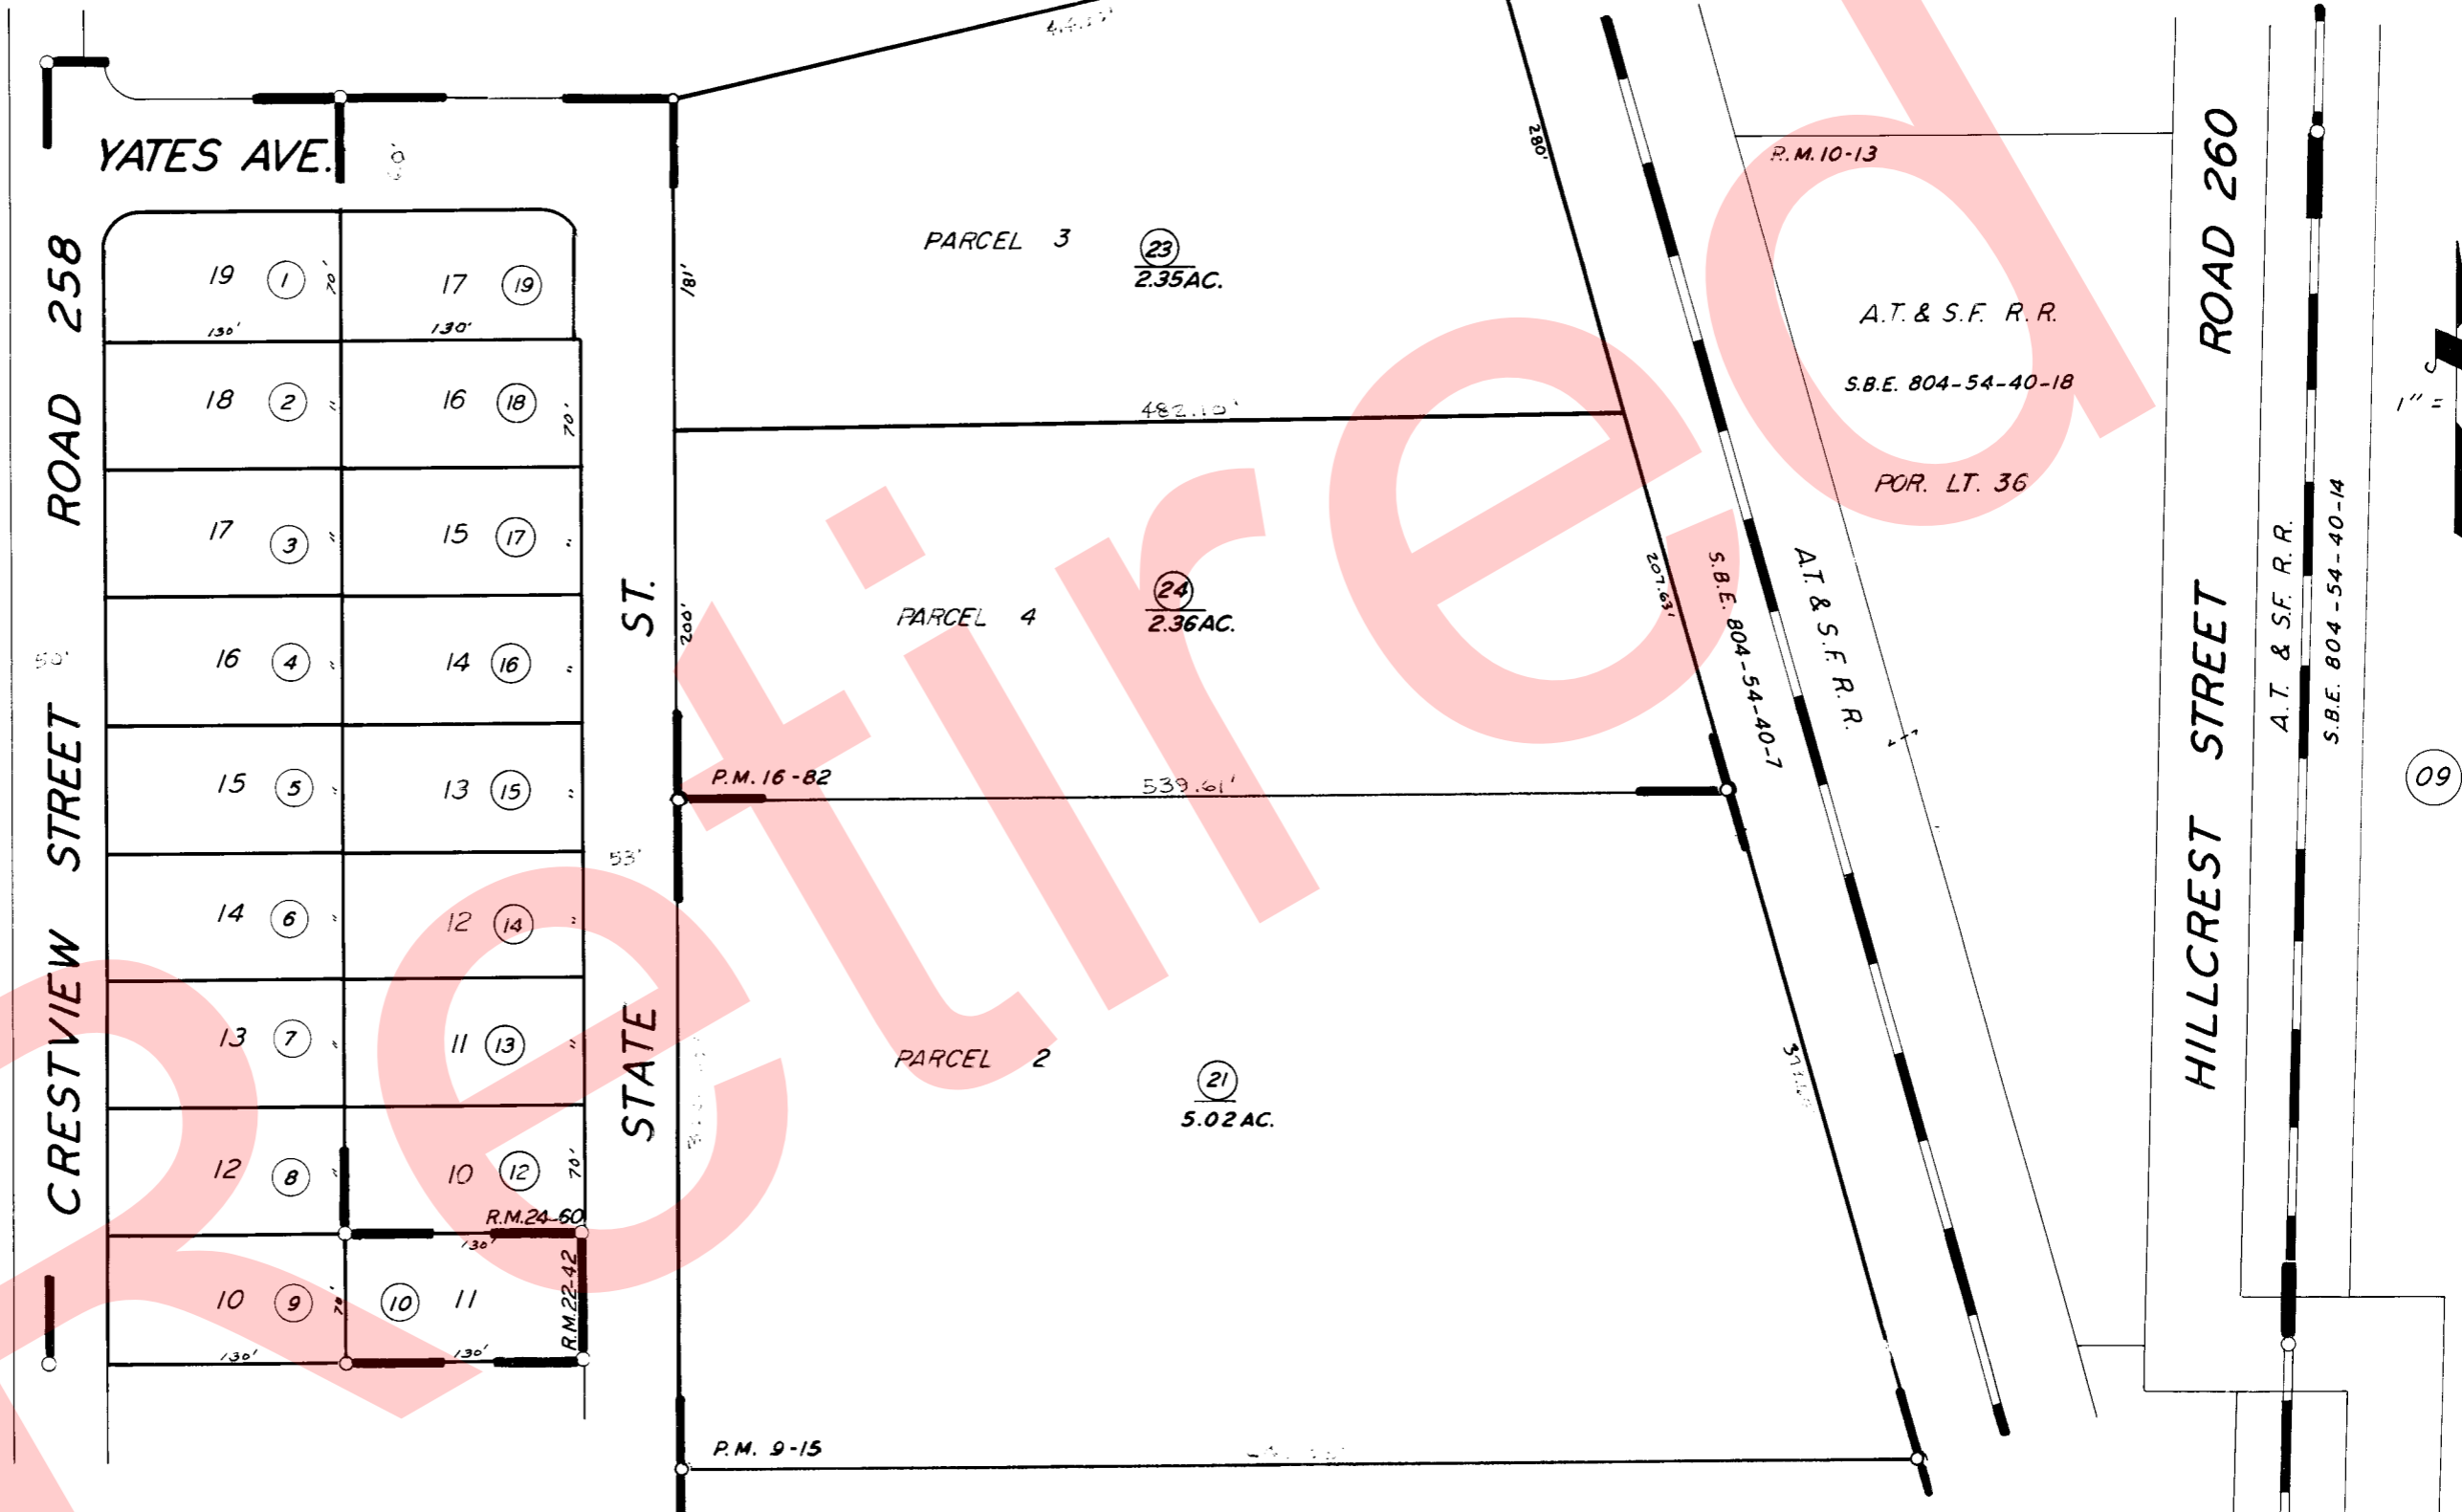 YATES AVE.
ROAD 258
CRESTVIEW STREET
50'
19 1 70'
130'
17 19
130'
18 2 "
16 18 70'
17 3 "
15 17 "
16 4 "
14 16 "
15 5 "
13 15 "
14 6 "
12 14 "
13 7 "
11 13 "
12 8 "
10 12 70'
R.M.24-60
130'
10 9 70'
10 11
R.M.22-42
130'
130'
STATE ST.
53'
181'
200'
PARCEL 3
23
2.35AC.
280'
482.10'
PARCEL 4
24
2.36AC.
207.63'
P.M. 16-82
539.61'
PARCEL 2
21
5.02 AC.
P.M. 9-15
S.B.E. 804-54-40-7
A.T. & S.F. R.R.
R.M. 10-13
A.T. & S.F. R.R.
S.B.E. 804-54-40-18
POR. LT. 36
HILLCREST STREET
ROAD 260
A.T. & S.F. R.R.
S.B.E. 804-54-40-14
1" =
09
Retired